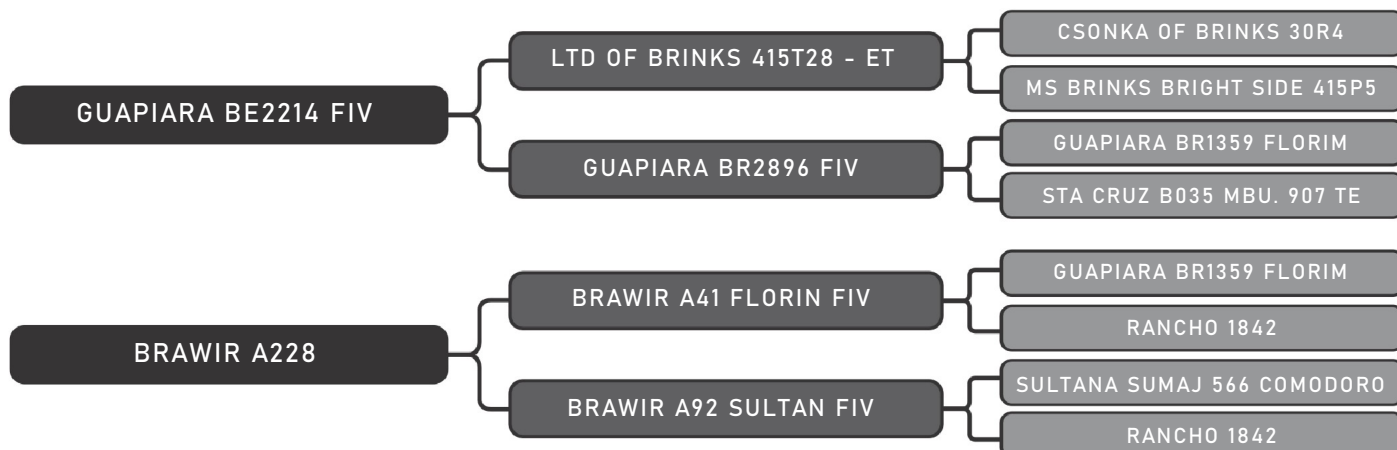 GUAPIARA BE2214 FIV
LTD OF BRINKS 415T28 - ET
CSONKA OF BRINKS 30R4
MS BRINKS BRIGHT SIDE 415P5
GUAPIARA BR2896 FIV
GUAPIARA BR1359 FLORIM
STA CRUZ B035 MBU. 907 TE
BRAWIR A228
BRAWIR A41 FLORIN FIV
GUAPIARA BR1359 FLORIM
RANCHO 1842
BRAWIR A92 SULTAN FIV
SULTANA SUMAJ 566 COMODORO
RANCHO 1842